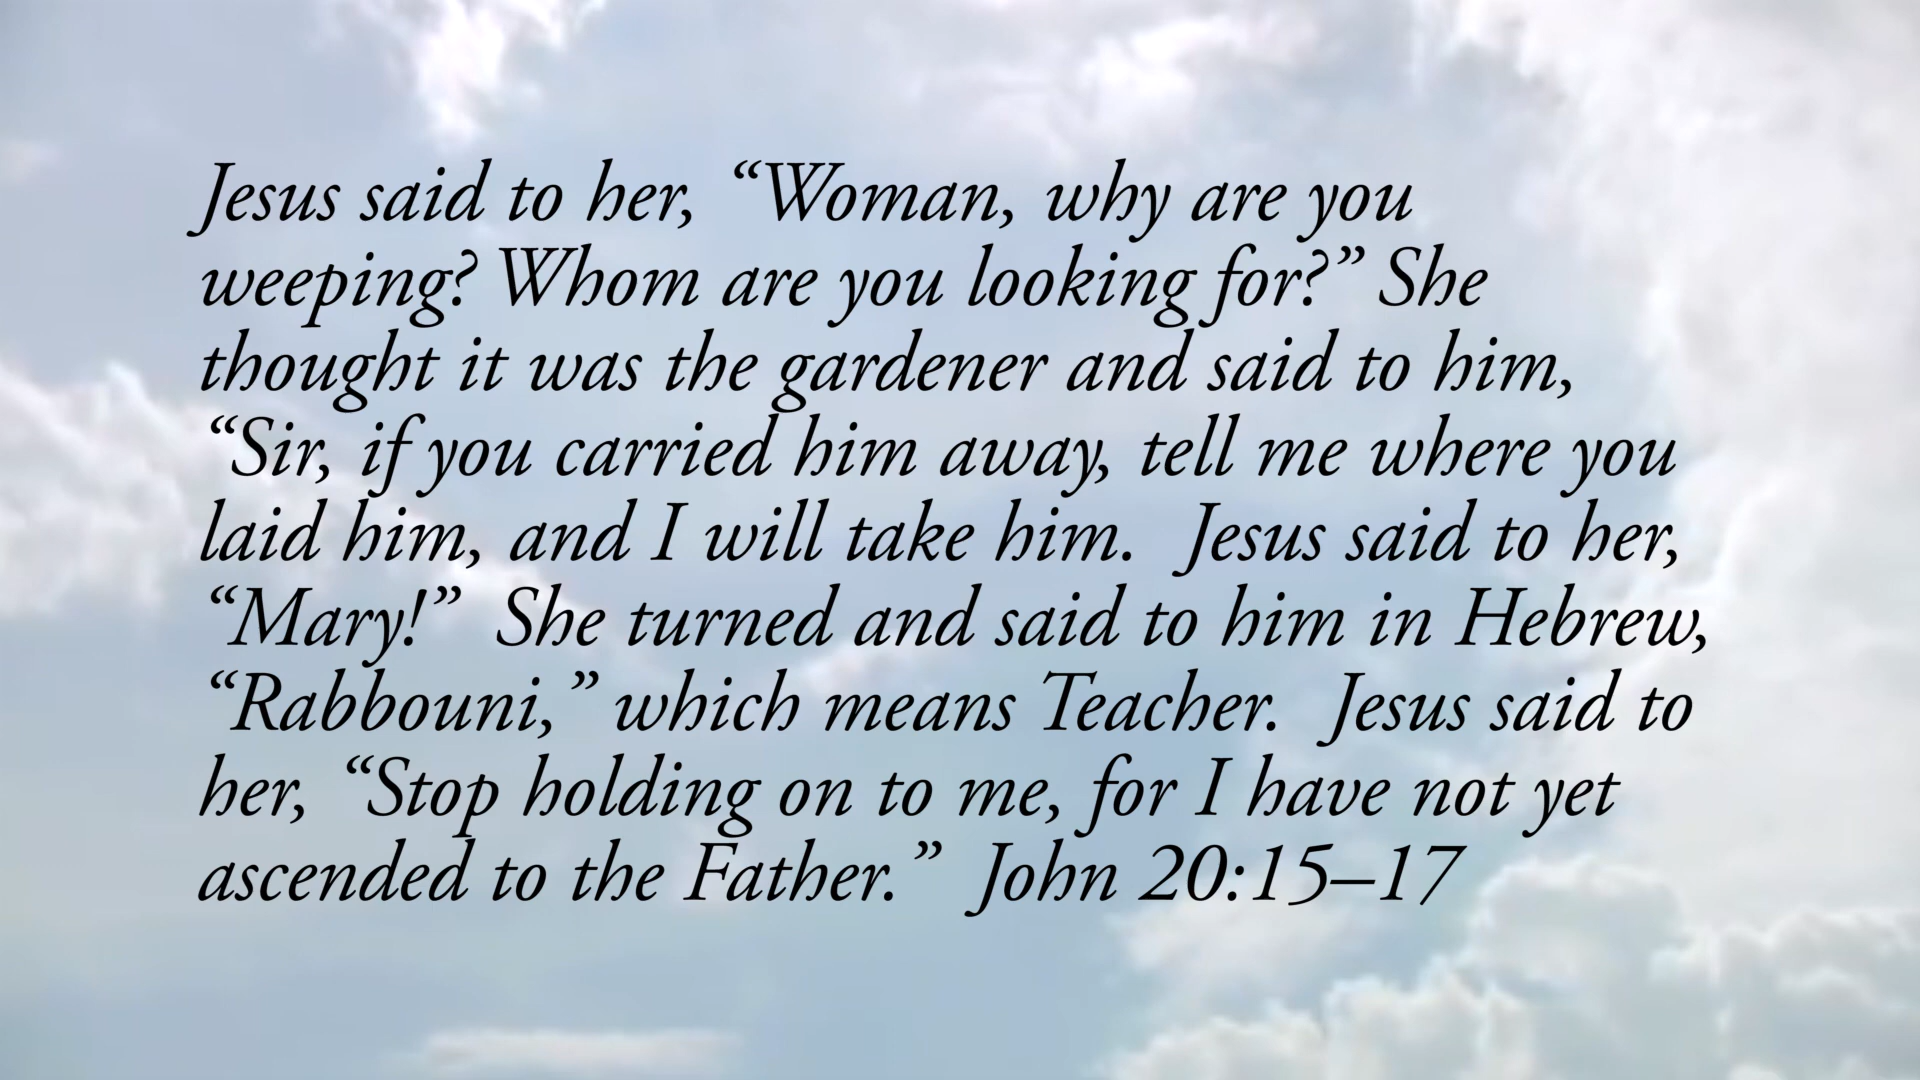 Jesus said to her, “Woman, why are you
weeping? Whom are you looking for?” She
thought it was the gardener and said to him,
“Sir, if you carried him away, tell me where you
laid him, and I will take him. Jesus said to her,
“Mary!” She turned and said to him in Hebrew,
“Rabbouni,” which means Teacher. Jesus said to
her, “Stop holding on to me, for I have not yet
ascended to the Father.” John 20:15–17